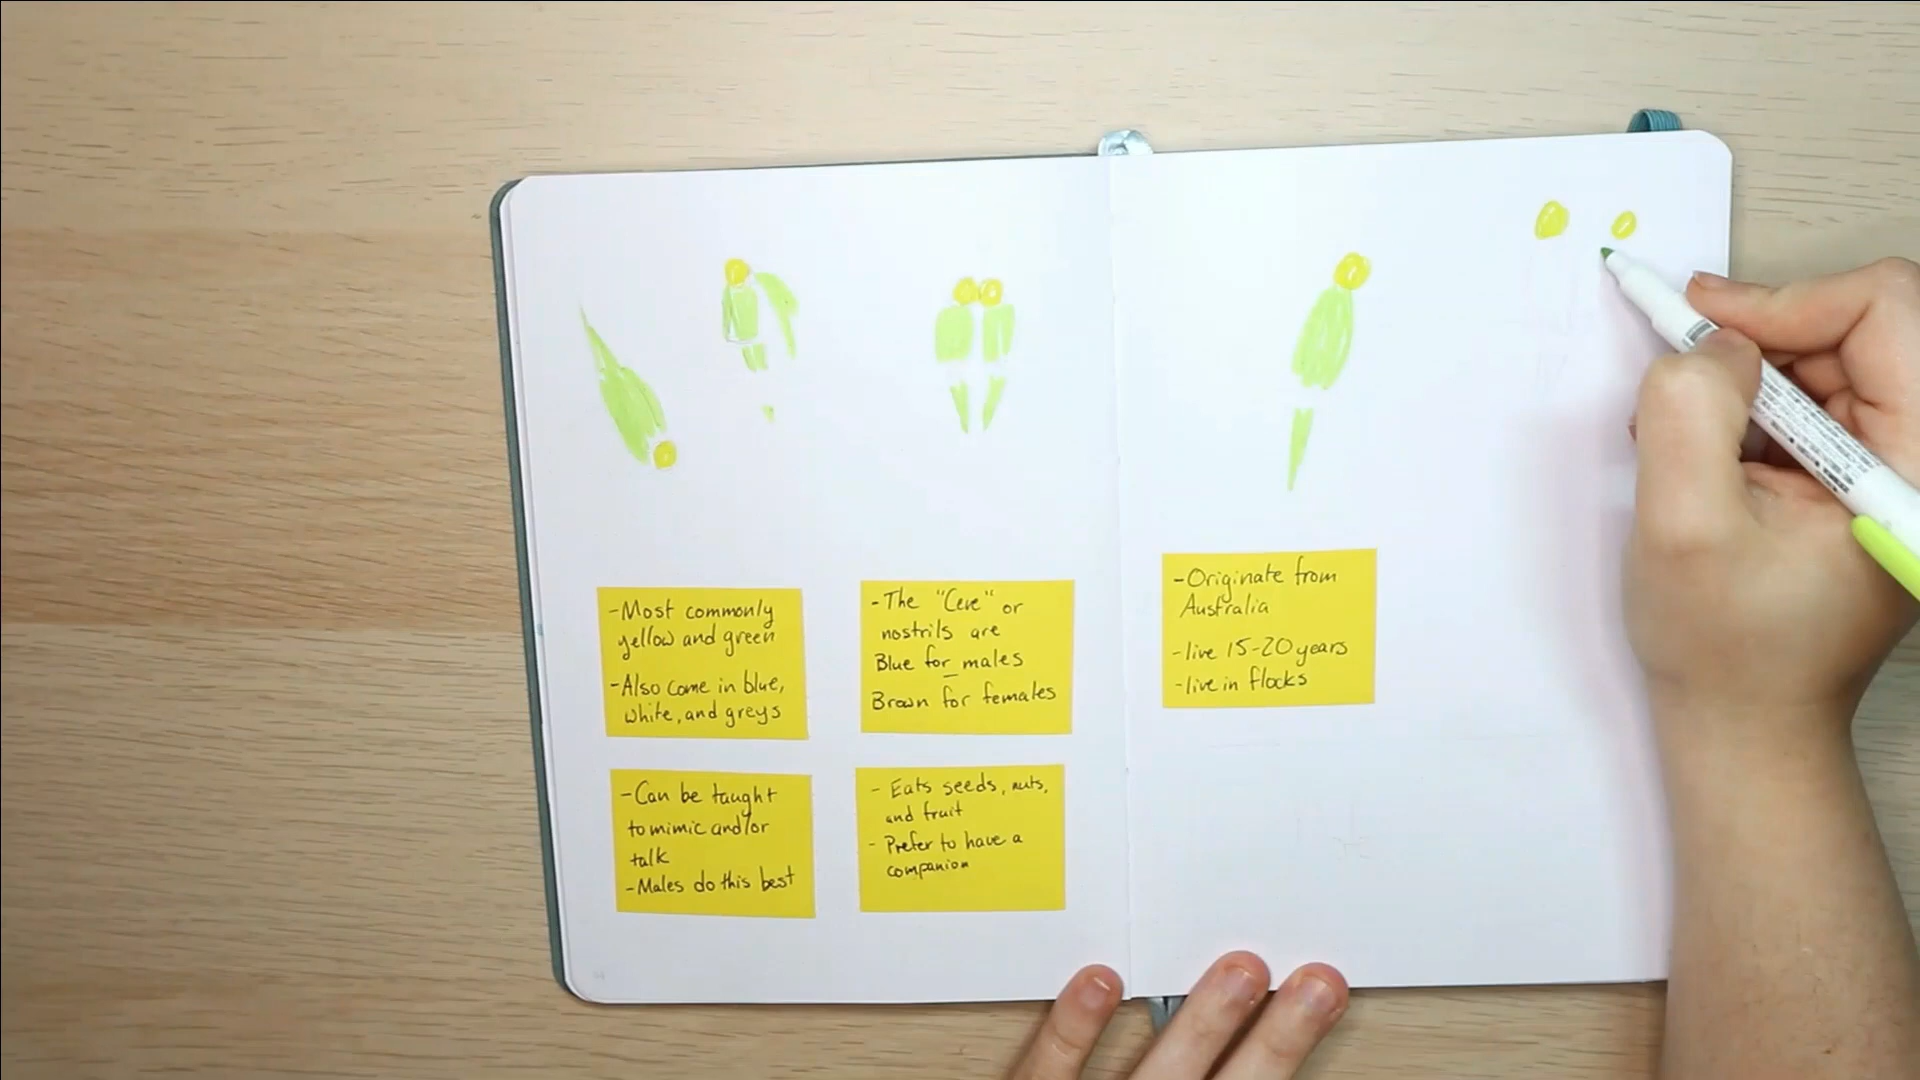 -Most commonly
yellow and green
-Also come in blue,
white, and greys
-The "Cere" or
nostrils are
Blue for males
Brown for females
-Can be taught
to mimic and/or
talk
-Males do this best
- Eats seeds, nuts,
and fruit
- Prefer to have a
companion
-Originate from
Australia
-live 15-20 years
-live in flocks